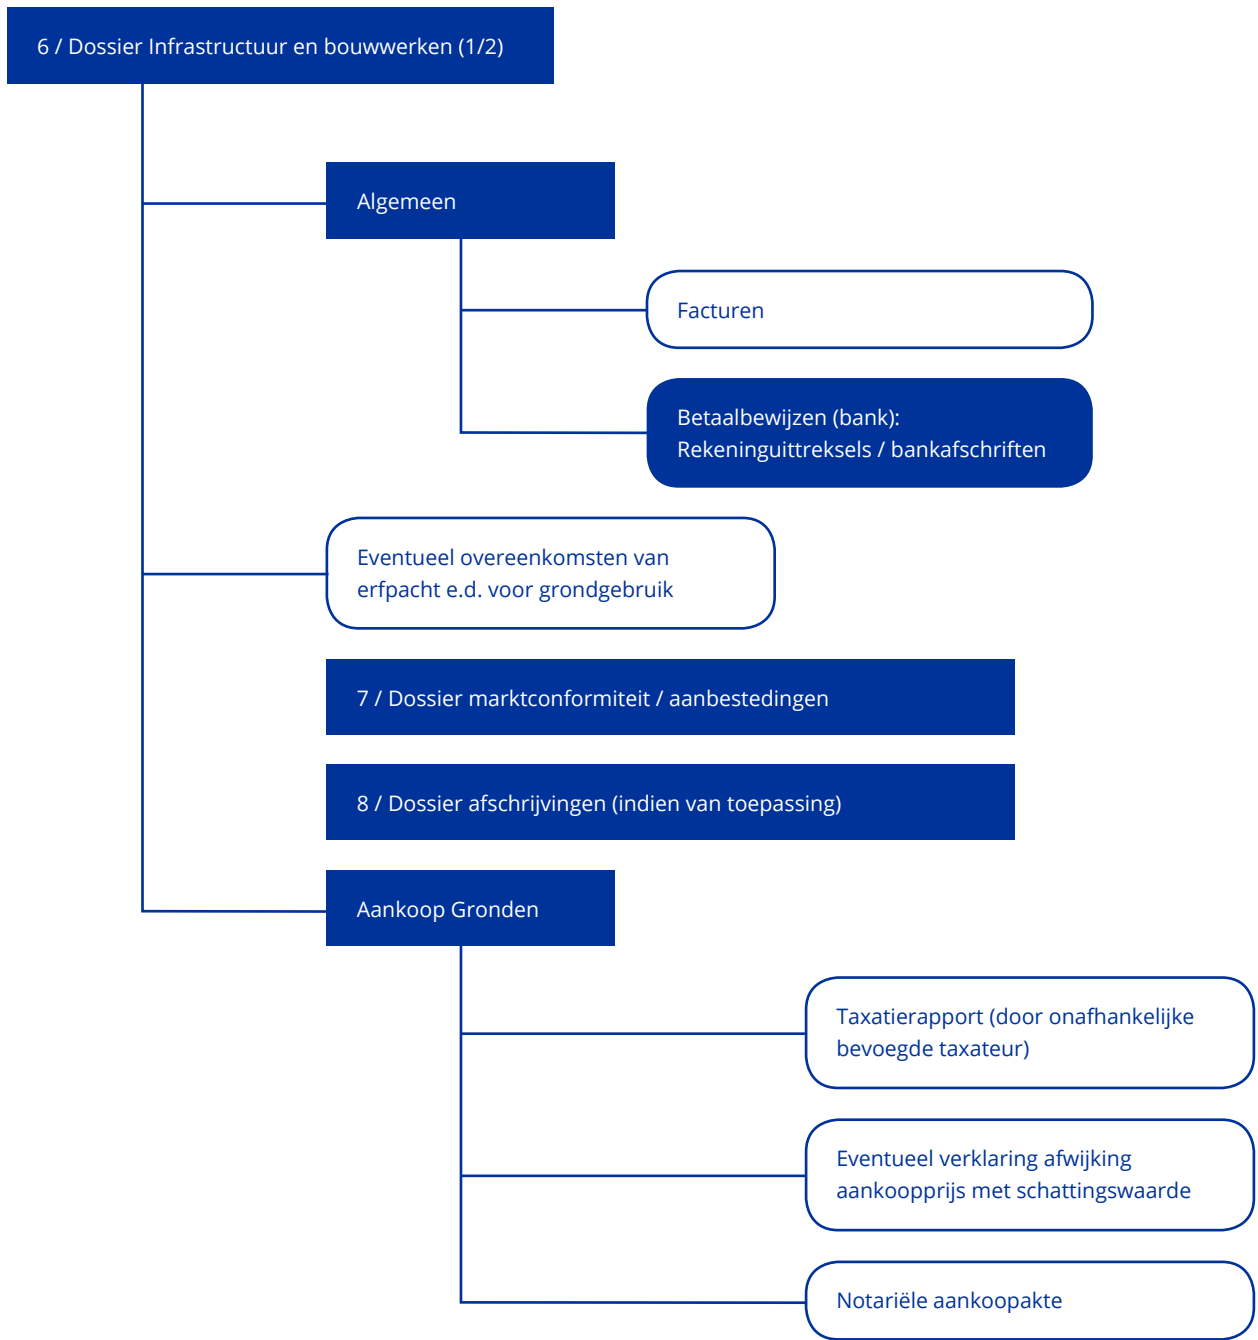 6 / Dossier Infrastructuur en bouwwerken (1/2)
Algemeen
Facturen
Betaalbewijzen (bank):
Rekeninguittreksels / bankafschriften
Eventueel overeenkomsten van
erfpacht e.d. voor grondgebruik
7 / Dossier marktconformiteit / aanbestedingen
8 / Dossier afschrijvingen (indien van toepassing)
Aankoop Gronden
Taxatierapport (door onafhankelijke
bevoegde taxateur)
Eventueel verklaring afwijking
aankoopprijs met schattingswaarde
Notariële aankoopakte